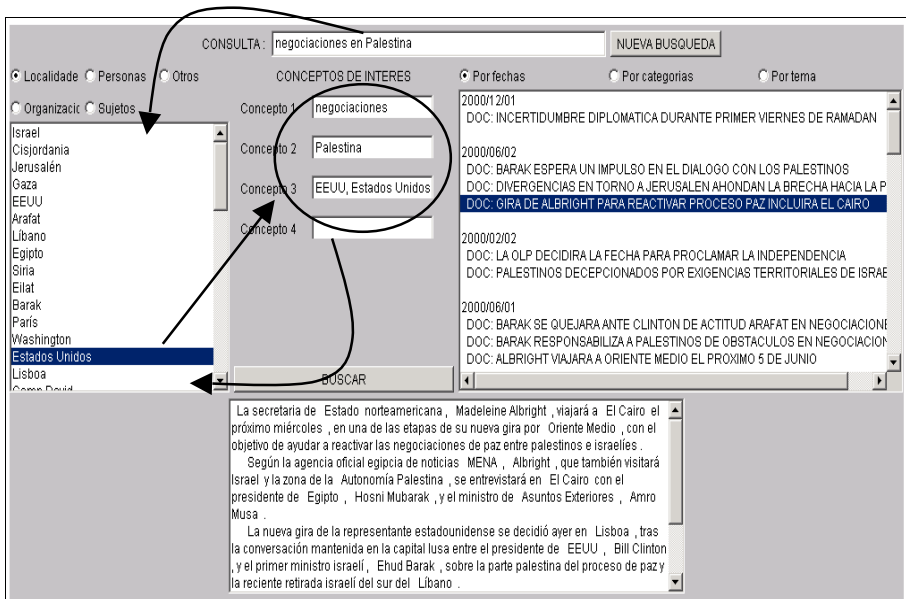 CONSULTA : negociaciones en Palestina NUEVA BUSQUEDA
Localidade Personas Otros
Organizacic Sujetos
Israel
Cisjordania
Jerusalén
Gaza
EEUU
Arafat
Líbano
Egipto
Siria
Eilat
Barak
París
Washington
Estados Unidos
Lisboa
Camp David
CONCEPTOS DE INTERES
Concepto 1 negociaciones
Concepto 2 Palestina
Concepto 3 EEUU, Estados Unidos
Concepto 4
BUSCAR
Por fechas Por categorias Por tema
2000/12/01
DOC: INCERTIDUMBRE DIPLOMATICA DURANTE PRIMER VIERNES DE RAMADAN
2000/06/02
DOC: BARAK ESPERA UN IMPULSO EN EL DIALOGO CON LOS PALESTINOS
DOC: DIVERGENCIAS EN TORNO A JERUSALEN AHONDAN LA BRECHA HACIA LA P
DOC: GIRA DE ALBRIGHT PARA REACTIVAR PROCESO PAZ INCLUIRA EL CAIRO
2000/02/02
DOC: LA OLP DECIDIRA LA FECHA PARA PROCLAMAR LA INDEPENDENCIA
DOC: PALESTINOS DECEPCIONADOS POR EXIGENCIAS TERRITORIALES DE ISRAE
2000/06/01
DOC: BARAK SE QUEJARA ANTE CLINTON DE ACTITUD ARAFAT EN NEGOCIACIONE
DOC: BARAK RESPONSABILIZA A PALESTINOS DE OBSTACULOS EN NEGOCIACION
DOC: ALBRIGHT VIAJARA A ORIENTE MEDIO EL PROXIMO 5 DE JUNIO
La secretaria de Estado norteamericana , Madeleine Albright , viajará a El Cairo el
próximo miércoles , en una de las etapas de su nueva gira por Oriente Medio , con el
objetivo de ayudar a reactivar las negociaciones de paz entre palestinos e israelíes .
Según la agencia oficial egipcia de noticias MENA , Albright , que también visitará
Israel y la zona de la Autonomía Palestina , se entrevistará en El Cairo con el
presidente de Egipto , Hosni Mubarak , y el ministro de Asuntos Exteriores , Amro
Musa .
La nueva gira de la representante estadounidense se decidió ayer en Lisboa , tras
la conversación mantenida en la capital lusa entre el presidente de EEUU , Bill Clinton
, y el primer ministro israelí , Ehud Barak , sobre la parte palestina del proceso de paz y
la reciente retirada israelí del sur del Líbano .